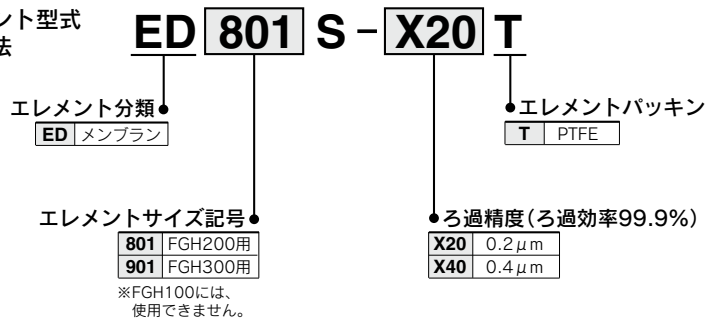 ント型式
法
ED 801 S－X20 T
エレメント分類
ED メンブラン
エレメントパッキン
T PTFE
エレメントサイズ記号
801 FGH200用
901 FGH300用
※FGH100には、
使用できません。
ろ過精度（ろ過効率99.9%）
X20 0.2μm
X40 0.4μm